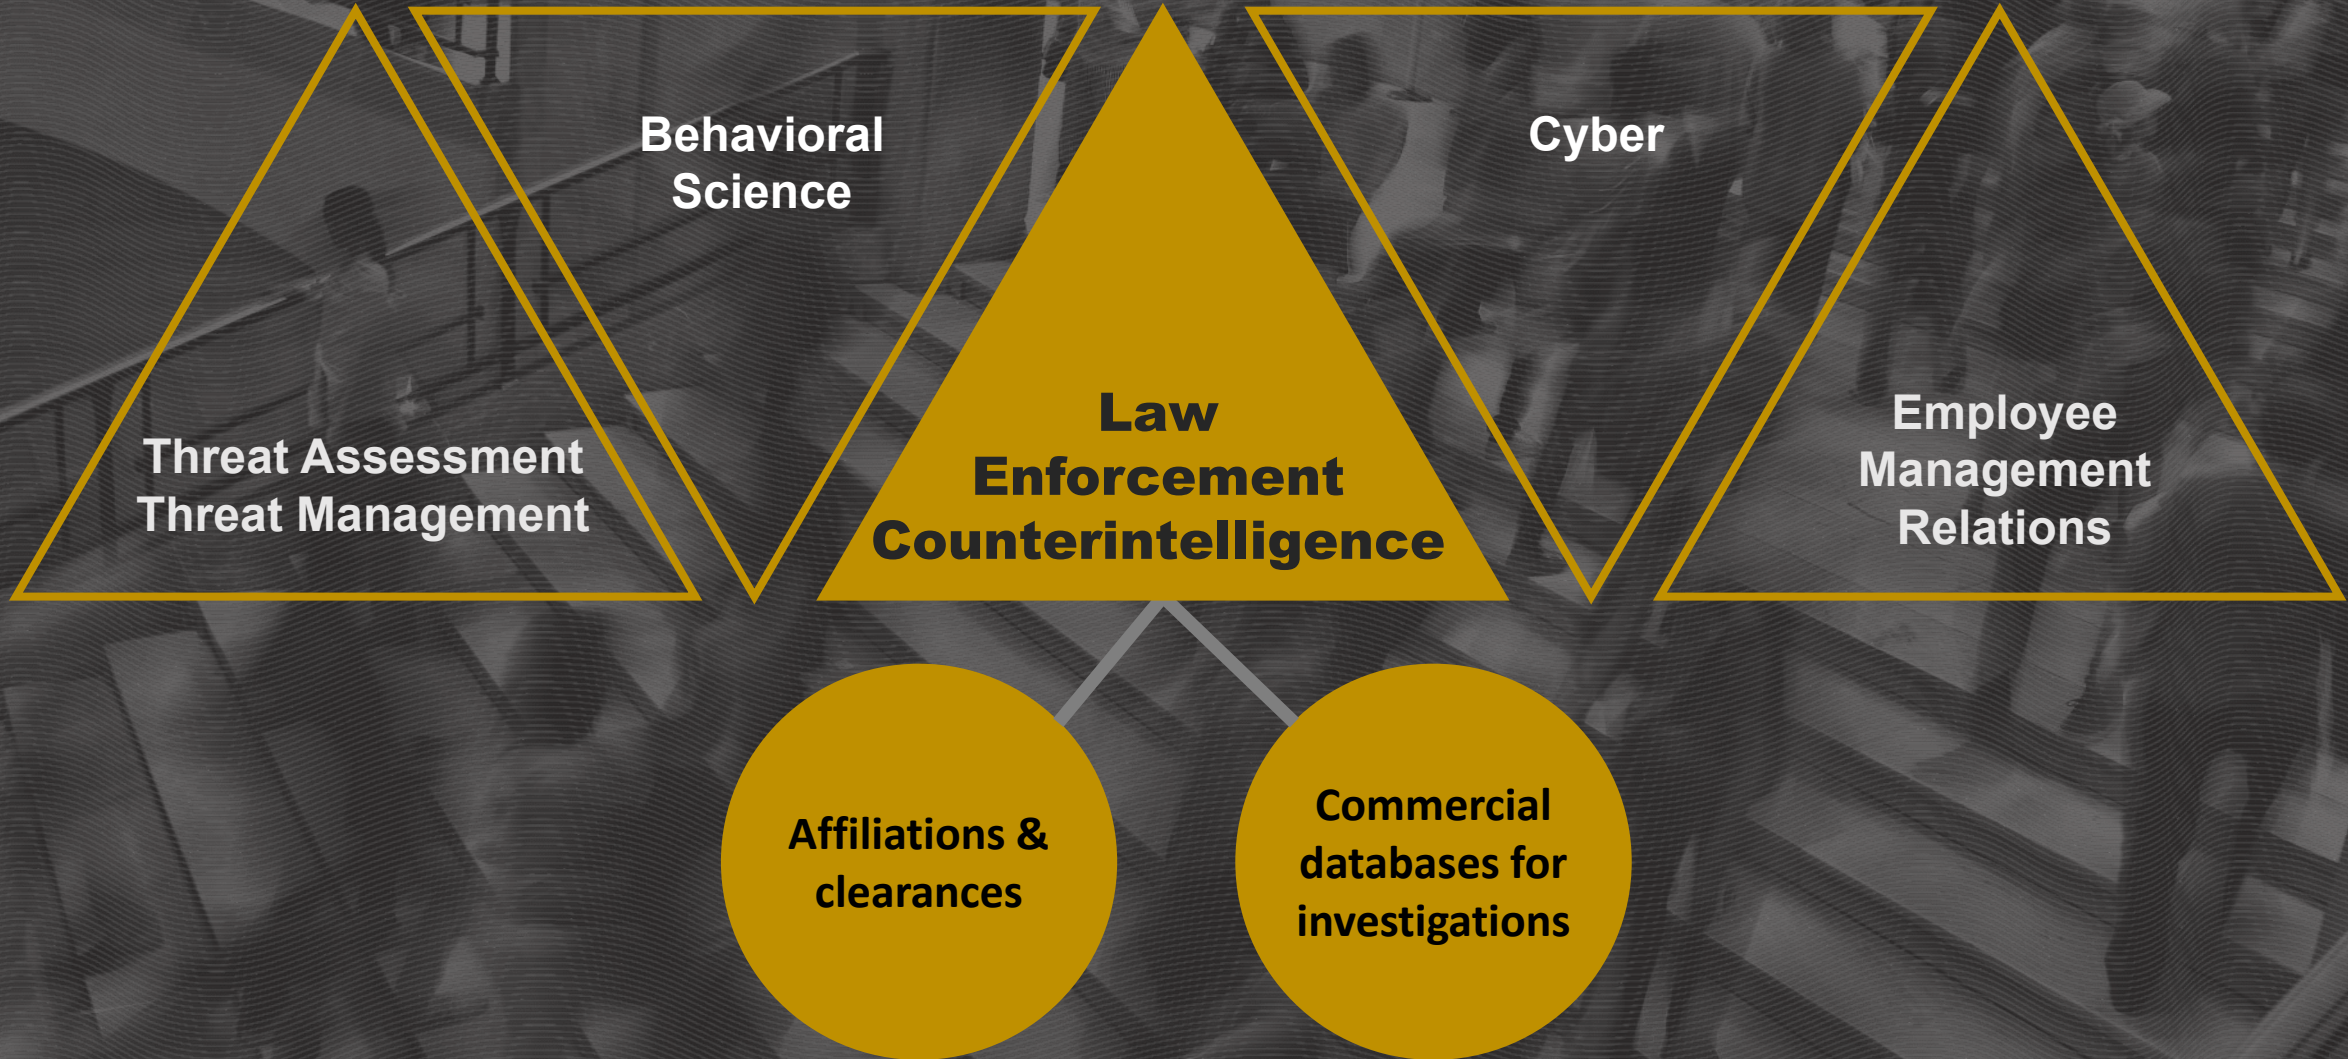 Behavioral
Science
Cyber
Threat Assessment
Threat Management
Law
Enforcement
Counterintelligence
Employee
Management
Relations
Affiliations &
clearances
Commercial
databases for
investigations